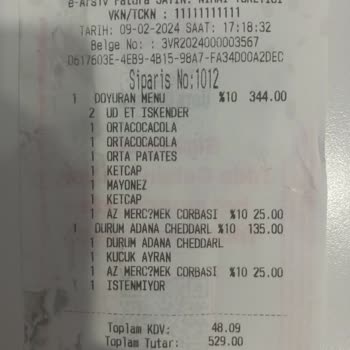 e-Arşiv Fatura
VKN/TCKN : 11111111111
TARIH: 09-02-2024 SAAT: 17:18:32
Belge No: : 3VR2024000003567
D617603E-4EB9-4B15-98A7-FA34D00A2DEC
Siparis No:1012
1 DOYURAN MENU %10 344.00
2 UD ET ISKENDER
1 ORTACOCACOLA
1 ORTACOCACOLA
1 ORTA PATATES
1 KETCAP
1 MAYONEZ
1 KETCAP
1 AZ MERC?MEK CORBASI %10 25.00
1 DURUM ADANA CHEDDARL %10 135.00
1 DURUM ADANA CHEDDARL
1 KUCUK AYRAN
1 AZ MERC?MEK CORBASI %10 25.00
1 ISTENMIYOR
Toplam KDV: 48.09
Toplam Tutar: 529.00